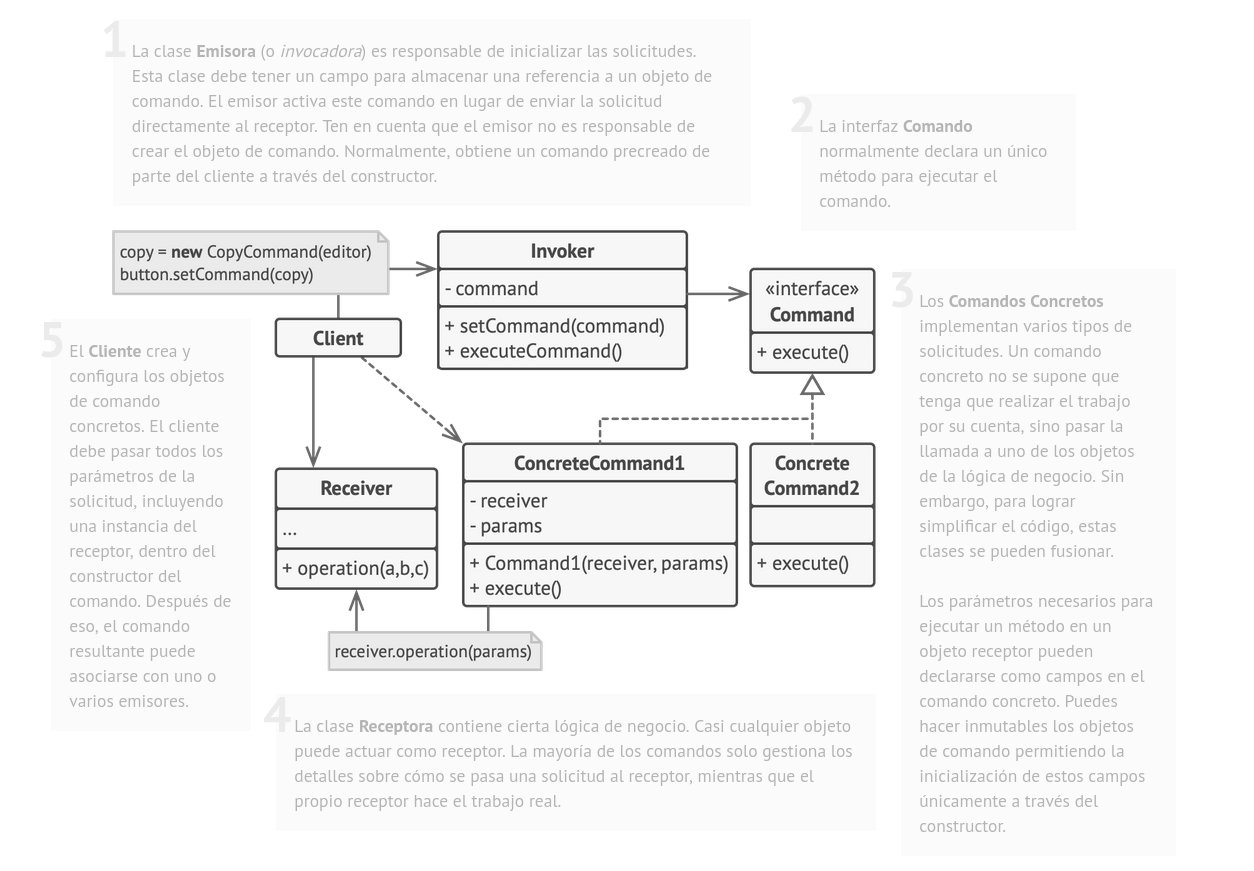 1
La clase Emisora (o invocadora) es responsable de inicializar las solicitudes.
Esta clase debe tener un campo para almacenar una referencia a un objeto de
comando. El emisor activa este comando en lugar de enviar la solicitud
directamente al receptor. Ten en cuenta que el emisor no es responsable de
crear el objeto de comando. Normalmente, obtiene un comando precreado de
parte del cliente a través del constructor.
2
La interfaz Comando
normalmente declara un único
método para ejecutar el
comando.
copy = new CopyCommand(editor)
button.setCommand(copy)
Invoker
- command
+ setCommand(command)
+ executeCommand()
«interface»
Command
+ execute()
3
Los Comandos Concretos
implementan varios tipos de
solicitudes. Un comando
concreto no se supone que
tenga que realizar el trabajo
por su cuenta, sino pasar la
llamada a uno de los objetos
de la lógica de negocio. Sin
embargo, para lograr
simplificar el código, estas
clases se pueden fusionar.
Los parámetros necesarios para
ejecutar un método en un
objeto receptor pueden
declararse como campos en el
comando concreto. Puedes
hacer inmutables los objetos
de comando permitiendo la
inicialización de estos campos
únicamente a través del
constructor.
5
El Cliente crea y
configura los objetos
de comando
concretos. El cliente
debe pasar todos los
parámetros de la
solicitud, incluyendo
una instancia del
receptor, dentro del
constructor del
comando. Después de
eso, el comando
resultante puede
asociarse con uno o
varios emisores.
Client
Receiver
...
+ operation(a,b,c)
ConcreteCommand1
- receiver
- params
+ Command1(receiver, params)
+ execute()
Concrete
Command2
+ execute()
receiver.operation(params)
4
La clase Receptora contiene cierta lógica de negocio. Casi cualquier objeto
puede actuar como receptor. La mayoría de los comandos solo gestiona los
detalles sobre cómo se pasa una solicitud al receptor, mientras que el
propio receptor hace el trabajo real.